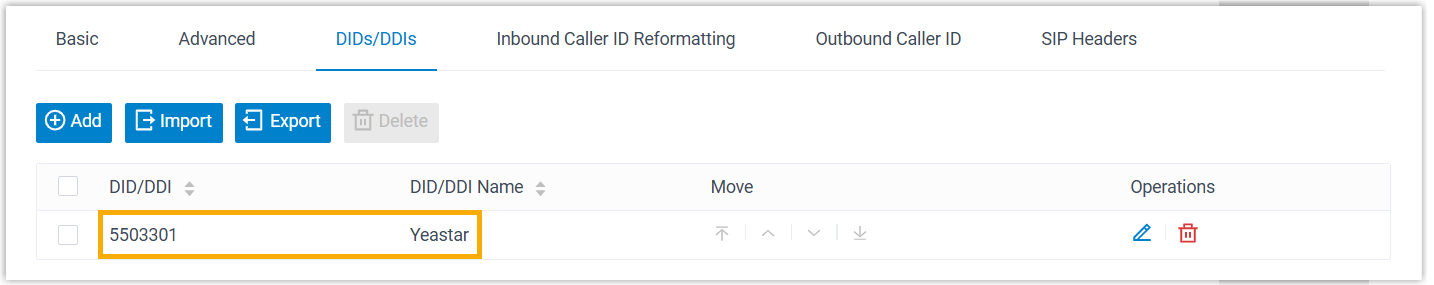 Basic Advanced DIDs/DDIs Inbound Caller ID Reformatting Outbound Caller ID SIP Headers
Add Import Export Delete
DID/DDI DID/DDI Name Move Operations
5503301 Yeastar